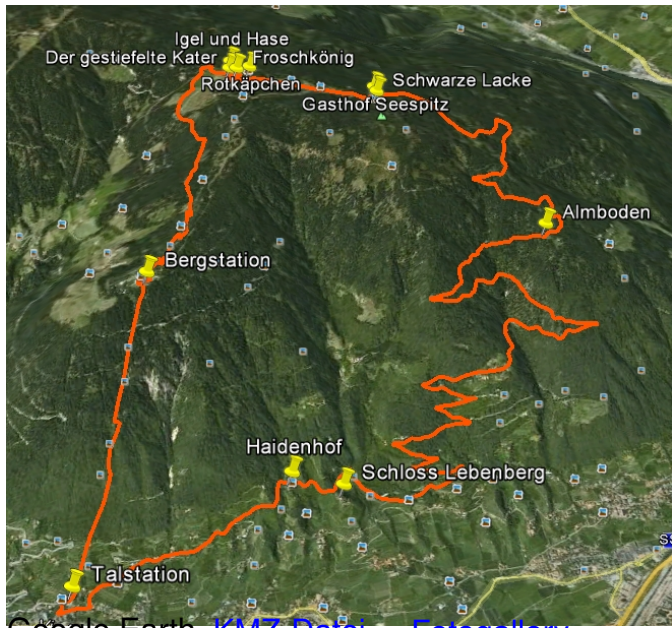 Igel und Hase
Der gestiefelte Kater
Froschkönig
Rotkäpchen
Schwarze Lacke
Gasthof Seespitz
Almboden
Bergstation
Haidenhof
Schloss Lebenberg
Talstation
Google Earth KMZ-Datei Fotogallery